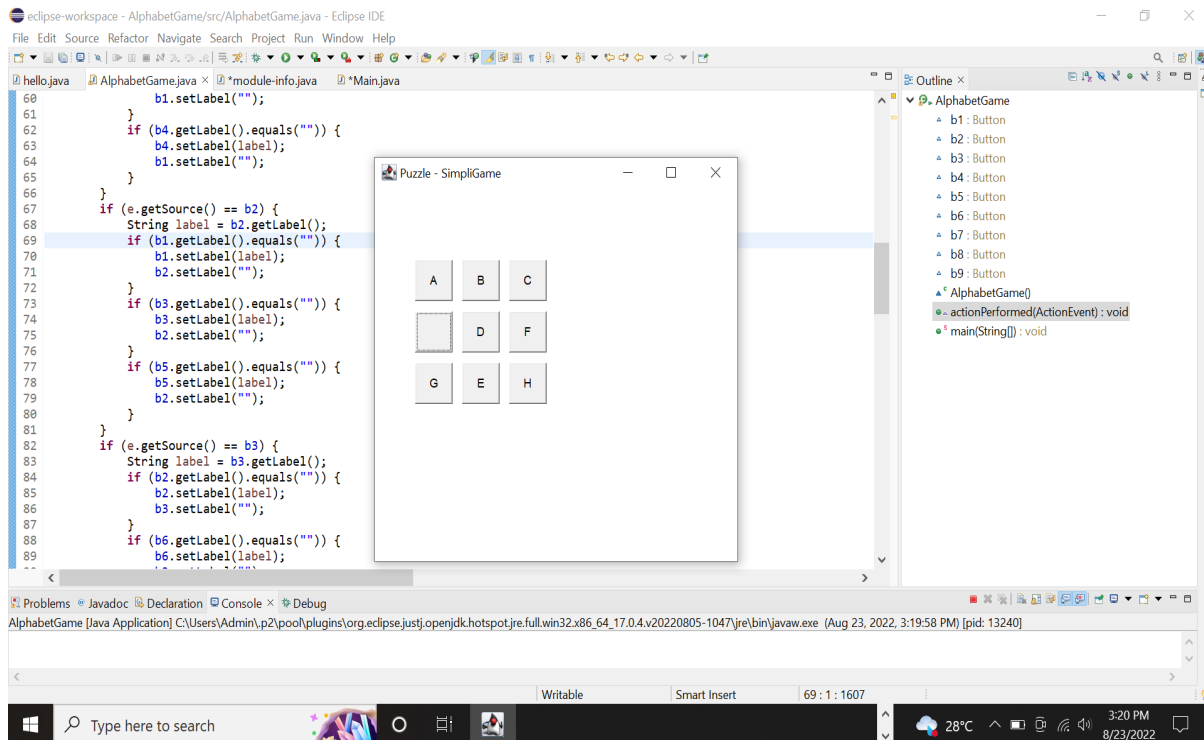 eclipse-workspace - AlphabetGame/src/AlphabetGame.java - Eclipse IDE
File Edit Source Refactor Navigate Search Project Run Window Help
hello.java AlphabetGame.java *module-info.java *Main.java
60 b1.setLabel("");
61 }
62 if (b4.getLabel().equals("")) {
63 b4.setLabel(label);
64 b1.setLabel("");
65 }
66 }
67 if (e.getSource() == b2) {
68 String label = b2.getLabel();
69 if (b1.getLabel().equals("")) {
70 b1.setLabel(label);
71 b2.setLabel("");
72 }
73 if (b3.getLabel().equals("")) {
74 b3.setLabel(label);
75 b2.setLabel("");
76 }
77 if (b5.getLabel().equals("")) {
78 b5.setLabel(label);
79 b2.setLabel("");
80 }
81 }
82 if (e.getSource() == b3) {
83 String label = b3.getLabel();
84 if (b2.getLabel().equals("")) {
85 b2.setLabel(label);
86 b3.setLabel("");
87 }
88 if (b6.getLabel().equals("")) {
89 b6.setLabel(label);
Puzzle - SimpliGame
A B C
D F
G E H
Outline
AlphabetGame
b1 : Button
b2 : Button
b3 : Button
b4 : Button
b5 : Button
b6 : Button
b7 : Button
b8 : Button
b9 : Button
AlphabetGame()
actionPerformed(ActionEvent) : void
main(String[]) : void
Problems Javadoc Declaration Console Debug
AlphabetGame [Java Application] C:\Users\Admin\.p2\pool\plugins\org.eclipse.justj.openjdk.hotspot.jre.full.win32.x86_64_17.0.4.v20220805-1047\jre\bin\javaw.exe (Aug 23, 2022, 3:19:58 PM) [pid: 13240]
Writable Smart Insert 69 : 1 : 1607
Type here to search
28°C
3:20 PM
8/23/2022